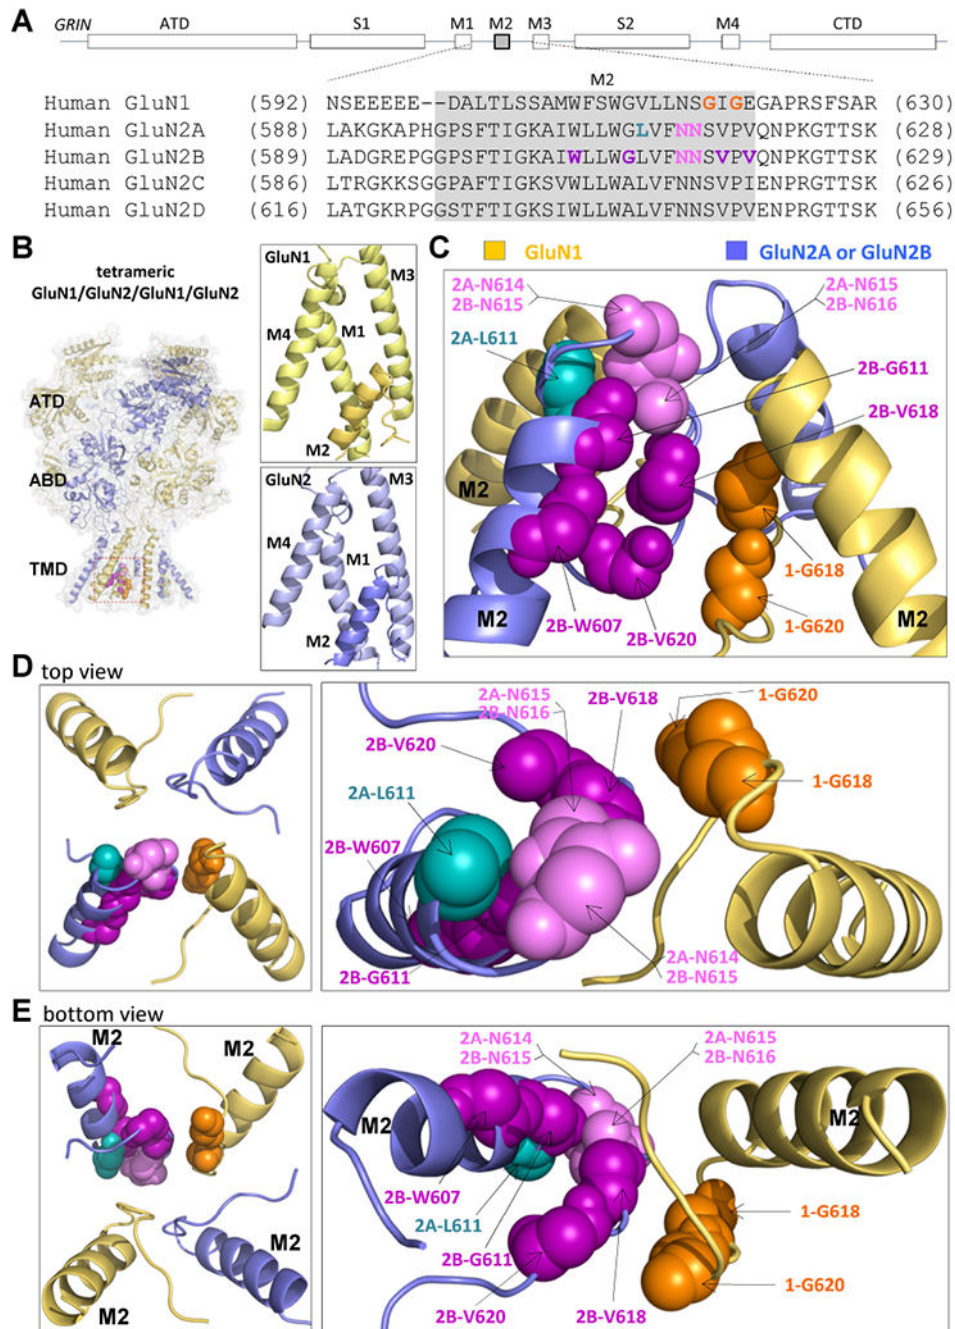 A
GRIN ATD S1 M1 M2 M3 S2 M4 CTD
M2
Human GluN1 (592) NSEEEEE--DALTLSSAMWFSWGVLLNSGIGEGAPRSFSAR (630)
Human GluN2A (588) LAKGKAPHGPSFTIGKAIWLLWGLVFNNSVPVQNPKGTTSK (628)
Human GluN2B (589) LADGREPGGPSFTIGKAIWLLWGLVFNNSVPVQNPKGTTSK (629)
Human GluN2C (586) LTRGKKSGGPAFTIGKSVWLLWALVFNNSVPIENPRGTTSK (626)
Human GluN2D (616) LATGKRPGGSTFTIGKSIWLLWALVFNNSVPVENPRGTTSK (656)
B
tetrameric
GluN1/GluN2/GluN1/GluN2
ATD
ABD
TMD
GluN1
M3
M4
M1
M2
GluN2
M3
M4
M1
M2
C
GluN1
GluN2A or GluN2B
2A-N614
2B-N615
2A-N615
2B-N616
2A-L611
2B-G611
2B-V618
M2
1-G618
M2
2B-W607
2B-V620
1-G620
M2
D top view
2A-N615
2B-N616
2B-V618
1-G620
2B-V620
2A-L611
1-G618
2B-W607
2B-G611
2A-N614
2B-N615
E bottom view
M2
M2
M2
M2
2A-N614
2B-N615
2A-N615
2B-N616
M2
M2
2B-W607
2A-L611
2B-G611
1-G618
1-G620
2B-V620
2B-V618